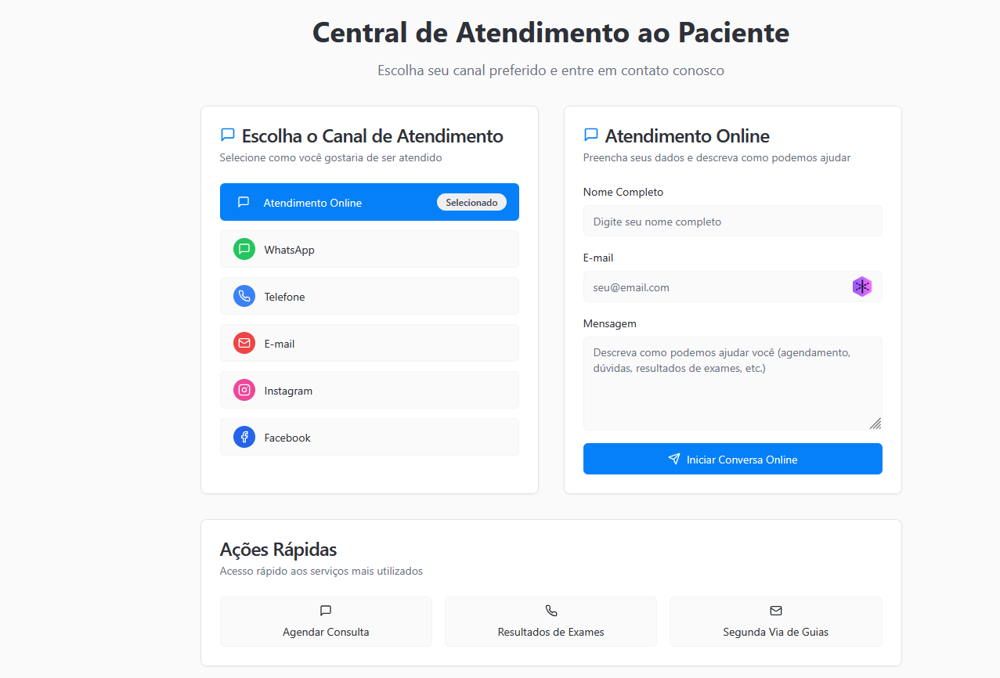 Central de Atendimento ao Paciente
Escolha seu canal preferido e entre em contato conosco
Escolha o Canal de Atendimento
Selecione como você gostaria de ser atendido
Atendimento Online
Selecionado
WhatsApp
Telefone
E-mail
Instagram
Facebook
Atendimento Online
Preencha seus dados e descreva como podemos ajudar
Nome Completo
Digite seu nome completo
E-mail
seu@email.com
Mensagem
Descreva como podemos ajudar você (agendamento,
dúvidas, resultados de exames, etc.)
Iniciar Conversa Online
Ações Rápidas
Acesso rápido aos serviços mais utilizados
Agendar Consulta
Resultados de Exames
Segunda Via de Guias